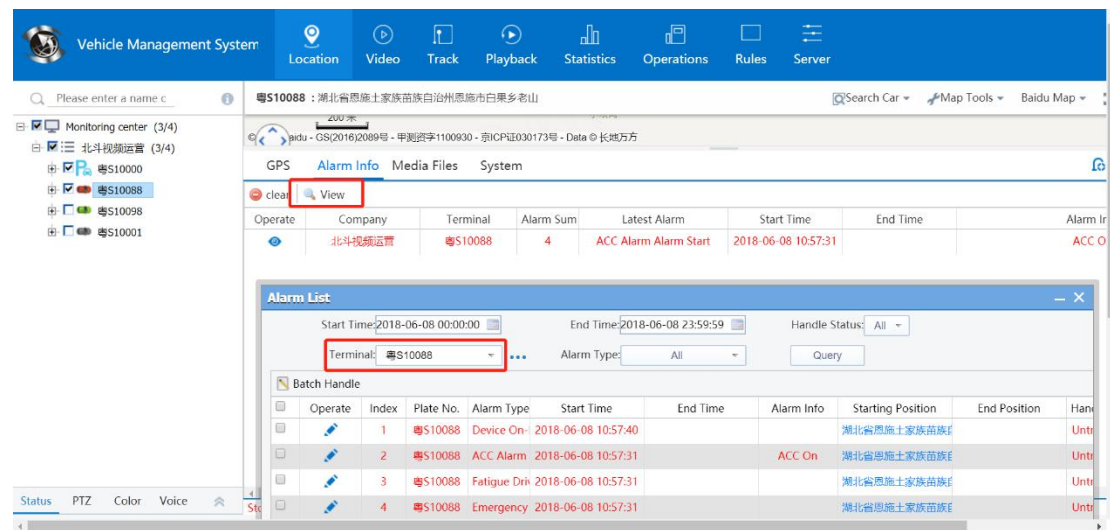 Vehicle Management System
Location Video Track Playback Statistics Operations Rules Server
Please enter a name c
粤S10088 : 湖北省恩施土家族苗族自治州恩施市白果乡老山
Search Car Map Tools Baidu Map
Monitoring center (3/4)
北斗视频运营 (3/4)
粤S10000
粤S10088
粤S10098
粤S10001
200 米
aidu - GS(2016)2089号 - 甲测资字1100930 - 京ICP证030173号 - Data © 长地万方
GPS Alarm Info Media Files System
clear View
Operate Company Terminal Alarm Sum Latest Alarm Start Time End Time Alarm In
北斗视频运营 粤S10088 4 ACC Alarm Alarm Start 2018-06-08 10:57:31 ACC O
Alarm List
Start Time:2018-06-08 00:00:00 End Time:2018-06-08 23:59:59 Handle Status: All
Terminal: 粤S10088 ... Alarm Type: All Query
Batch Handle
Operate Index Plate No. Alarm Type Start Time End Time Alarm Info Starting Position End Position Han
1 粤S10088 Device On- 2018-06-08 10:57:40 湖北省恩施土家族苗族 Untr
2 粤S10088 ACC Alarm 2018-06-08 10:57:31 ACC On 湖北省恩施土家族苗族 Untr
3 粤S10088 Fatigue Driv 2018-06-08 10:57:31 湖北省恩施土家族苗族 Untr
4 粤S10088 Emergency 2018-06-08 10:57:31 湖北省恩施土家族苗族 Untr
Status PTZ Color Voice